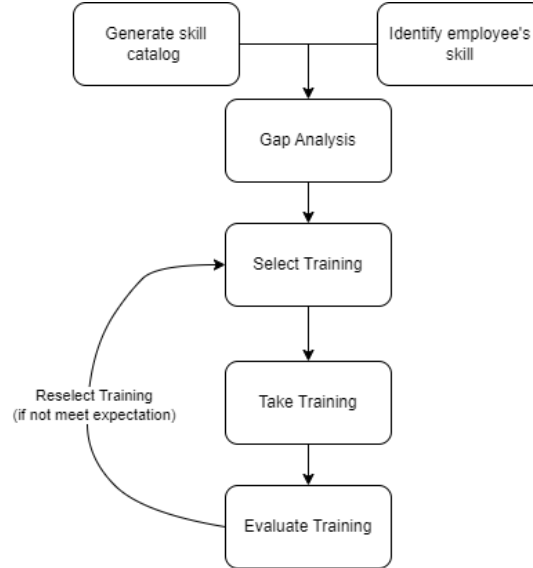 Generate skill
catalog
Identify employee's
skill
Gap Analysis
Select Training
Reselect Training
(if not meet expectation)
Take Training
Evaluate Training